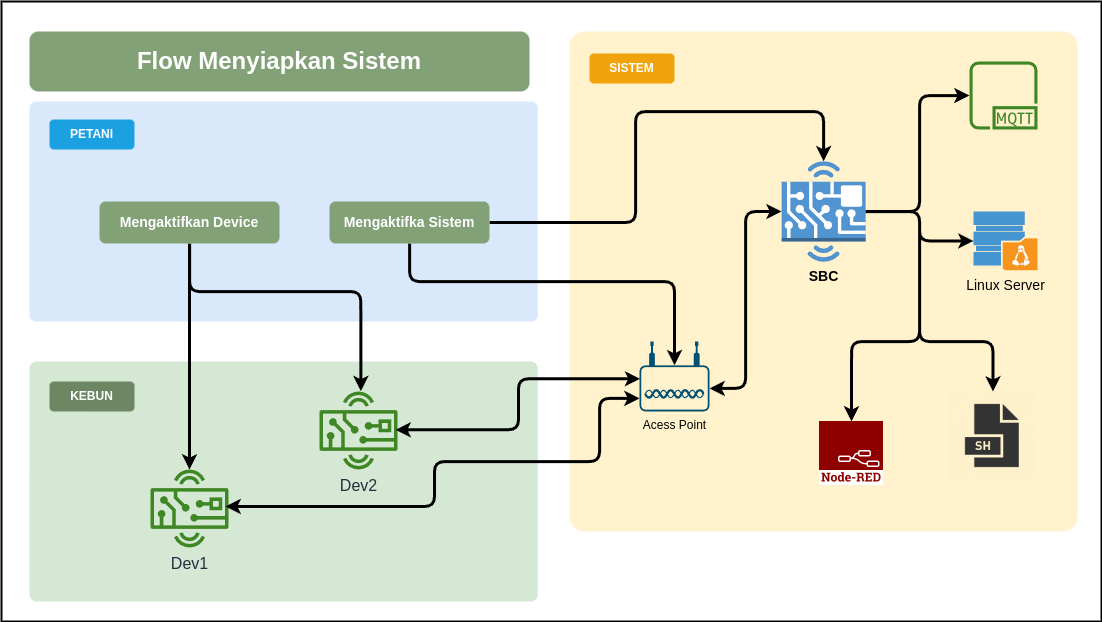 Flow Menyiapkan Sistem
PETANI
Mengaktifkan Device
Mengaktifka Sistem
KEBUN
Dev2
Dev1
SISTEM
MQTT
SBC
Linux Server
Acess Point
SH
Node-RED